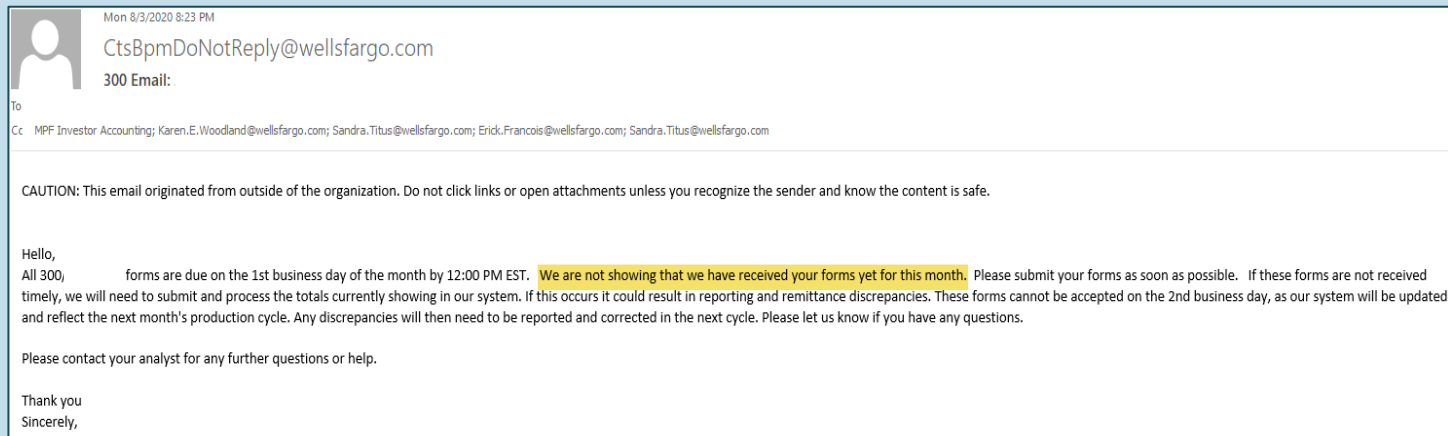 Mon 8/3/2020 8:23 PM
CtsBpmDoNotReply@wellsfargo.com
300 Email:
To
Cc MPF Investor Accounting; Karen.E.Woodland@wellsfargo.com; Sandra.Titus@wellsfargo.com; Erick.Francois@wellsfargo.com; Sandra.Titus@wellsfargo.com
CAUTION: This email originated from outside of the organization. Do not click links or open attachments unless you recognize the sender and know the content is safe.
Hello,
All 300/ forms are due on the 1st business day of the month by 12:00 PM EST. We are not showing that we have received your forms yet for this month. Please submit your forms as soon as possible. If these forms are not received
timely, we will need to submit and process the totals currently showing in our system. If this occurs it could result in reporting and remittance discrepancies. These forms cannot be accepted on the 2nd business day, as our system will be updated
and reflect the next month's production cycle. Any discrepancies will then need to be reported and corrected in the next cycle. Please let us know if you have any questions.
Please contact your analyst for any further questions or help.
Thank you
Sincerely,